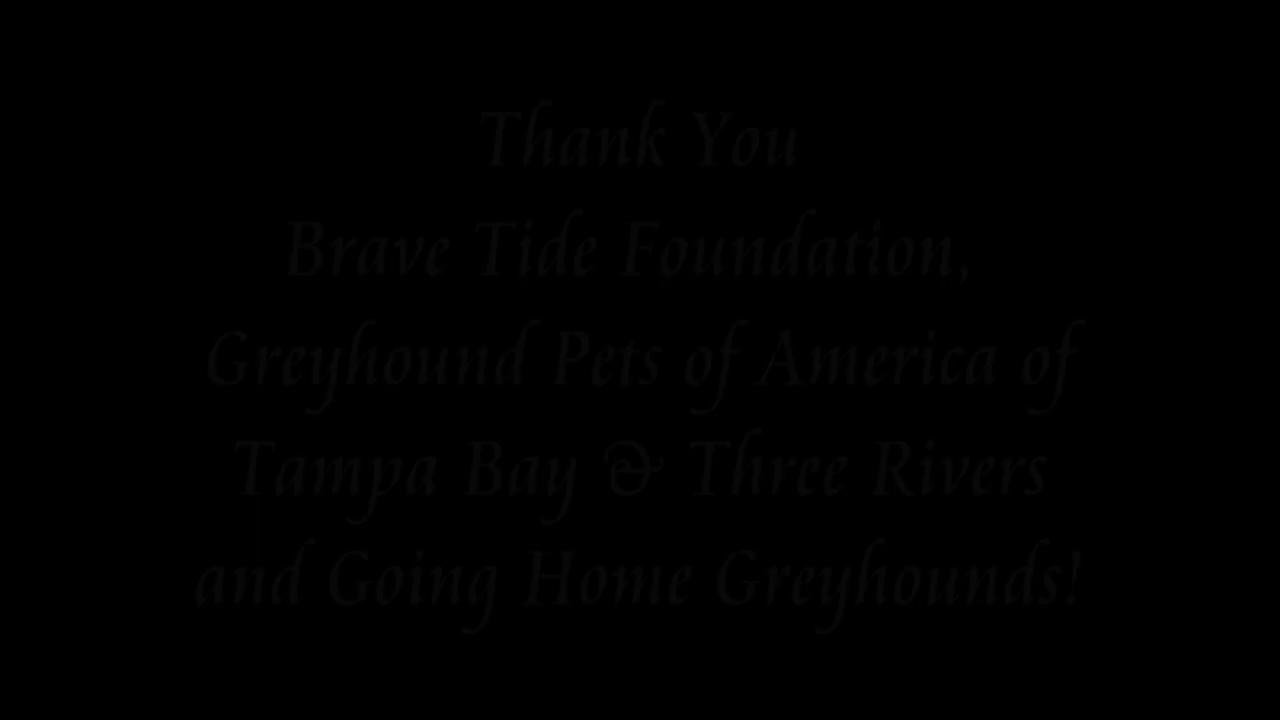 Thank You
Brave Tide Foundation,
Greyhound Pets of America of
Tampa Bay & Three Rivers
and Going Home Greyhounds!